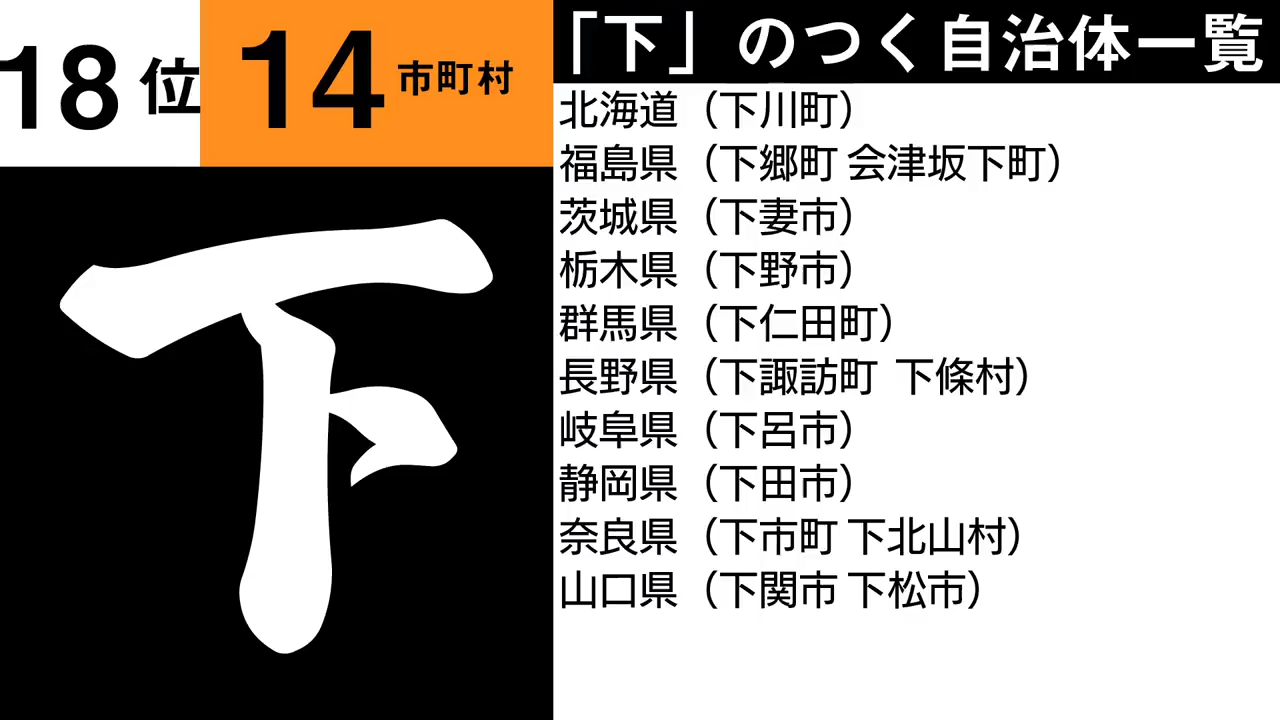 18位
14市町村
「下」のつく自治体一覧
下
北海道（下川町）
福島県（下郷町 会津坂下町）
茨城県（下妻市）
栃木県（下野市）
群馬県（下仁田町）
長野県（下諏訪町 下條村）
岐阜県（下呂市）
静岡県（下田市）
奈良県（下市町 下北山村）
山口県（下関市 下松市）